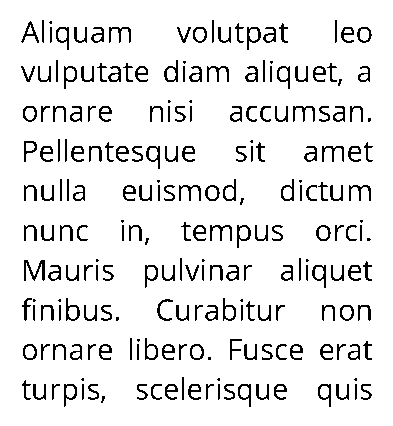 Aliquam volutpat leo
vulputate diam aliquet, a
ornare nisi accumsan.
Pellentesque sit amet
nulla euismod, dictum
nunc in, tempus orci.
Mauris pulvinar aliquet
finibus. Curabitur non
ornare libero. Fusce erat
turpis, scelerisque quis